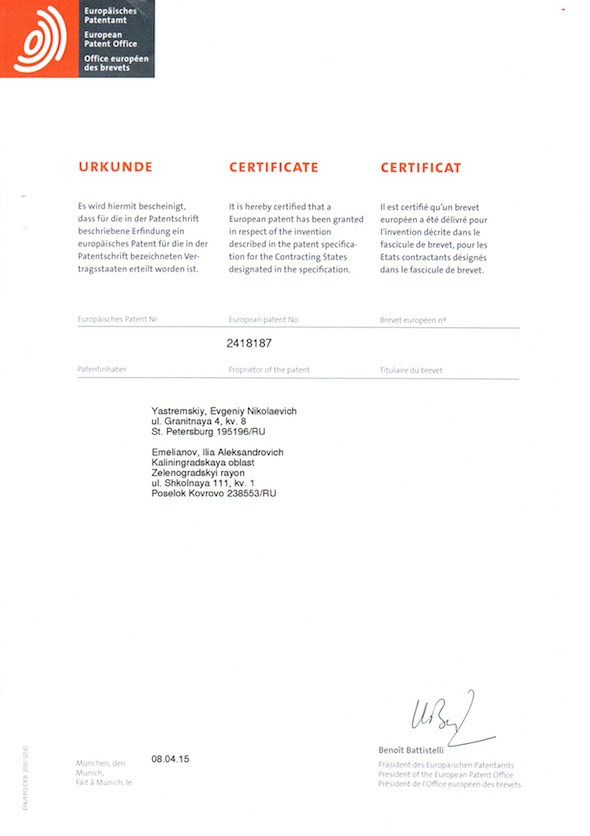 Europäisches
Patentamt
European
Patent Office
Office européen
des brevets
URKUNDE
Es wird hiermit bescheinigt,
dass für die in der Patentschrift
beschriebene Erfindung ein
europäisches Patent für die in der
Patentschrift bezeichneten Ver-
tragsstaaten erteilt worden ist.
CERTIFICATE
It is hereby certified that a
European patent has been granted
in respect of the invention
described in the patent specifica-
tion for the Contracting States
designated in the specification.
CERTIFICAT
Il est certifié qu'un brevet
européen a été délivré pour
l'invention décrite dans le
fascicule de brevet, pour les
Etats contractants désignés
dans le fascicule de brevet.
Europäisches Patent Nr.
European patent No.
Brevet européen nº
2418187
Patentinhaber
Proprietor of the patent
Titulaire du brevet
Yastremskiy, Evgeniy Nikolaevich
ul. Granitnaya 4, kv. 8
St. Petersburg 195196/RU
Emelianov, Ilia Aleksandrovich
Kaliningradskaya oblast
Zelenogradskyi rayon
ul. Shkolnaya 111, kv. 1
Poselok Kovrovo 238553/RU
Benoît Battistelli
Präsident des Europäischen Patentamts
President of the European Patent Office
Président de l'Office européen des brevets
München, den
Munich,
Fait à Munich, le
08.04.15